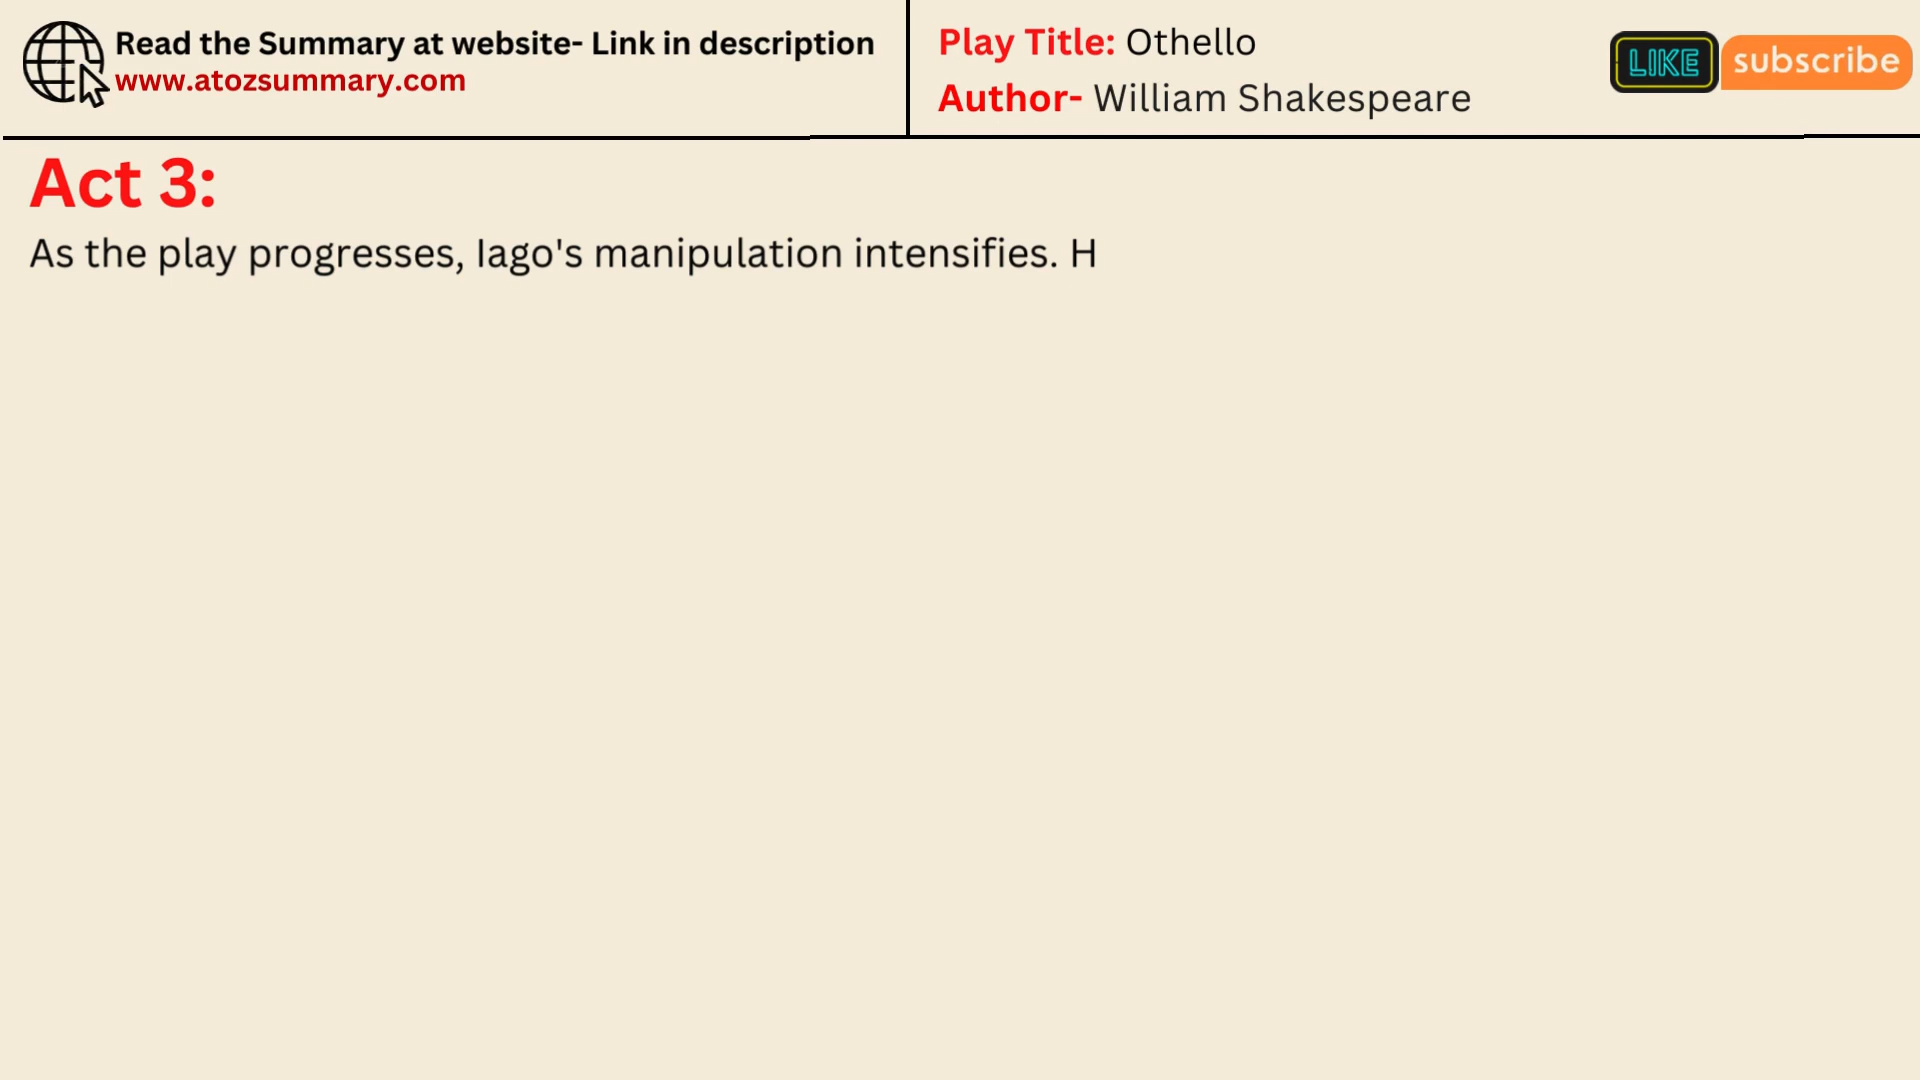 Read the Summary at website- Link in description
www.atozsummary.com
Play Title: Othello
Author- William Shakespeare
LIKE
subscribe
Act 3:
As the play progresses, Iago's manipulation intensifies. H